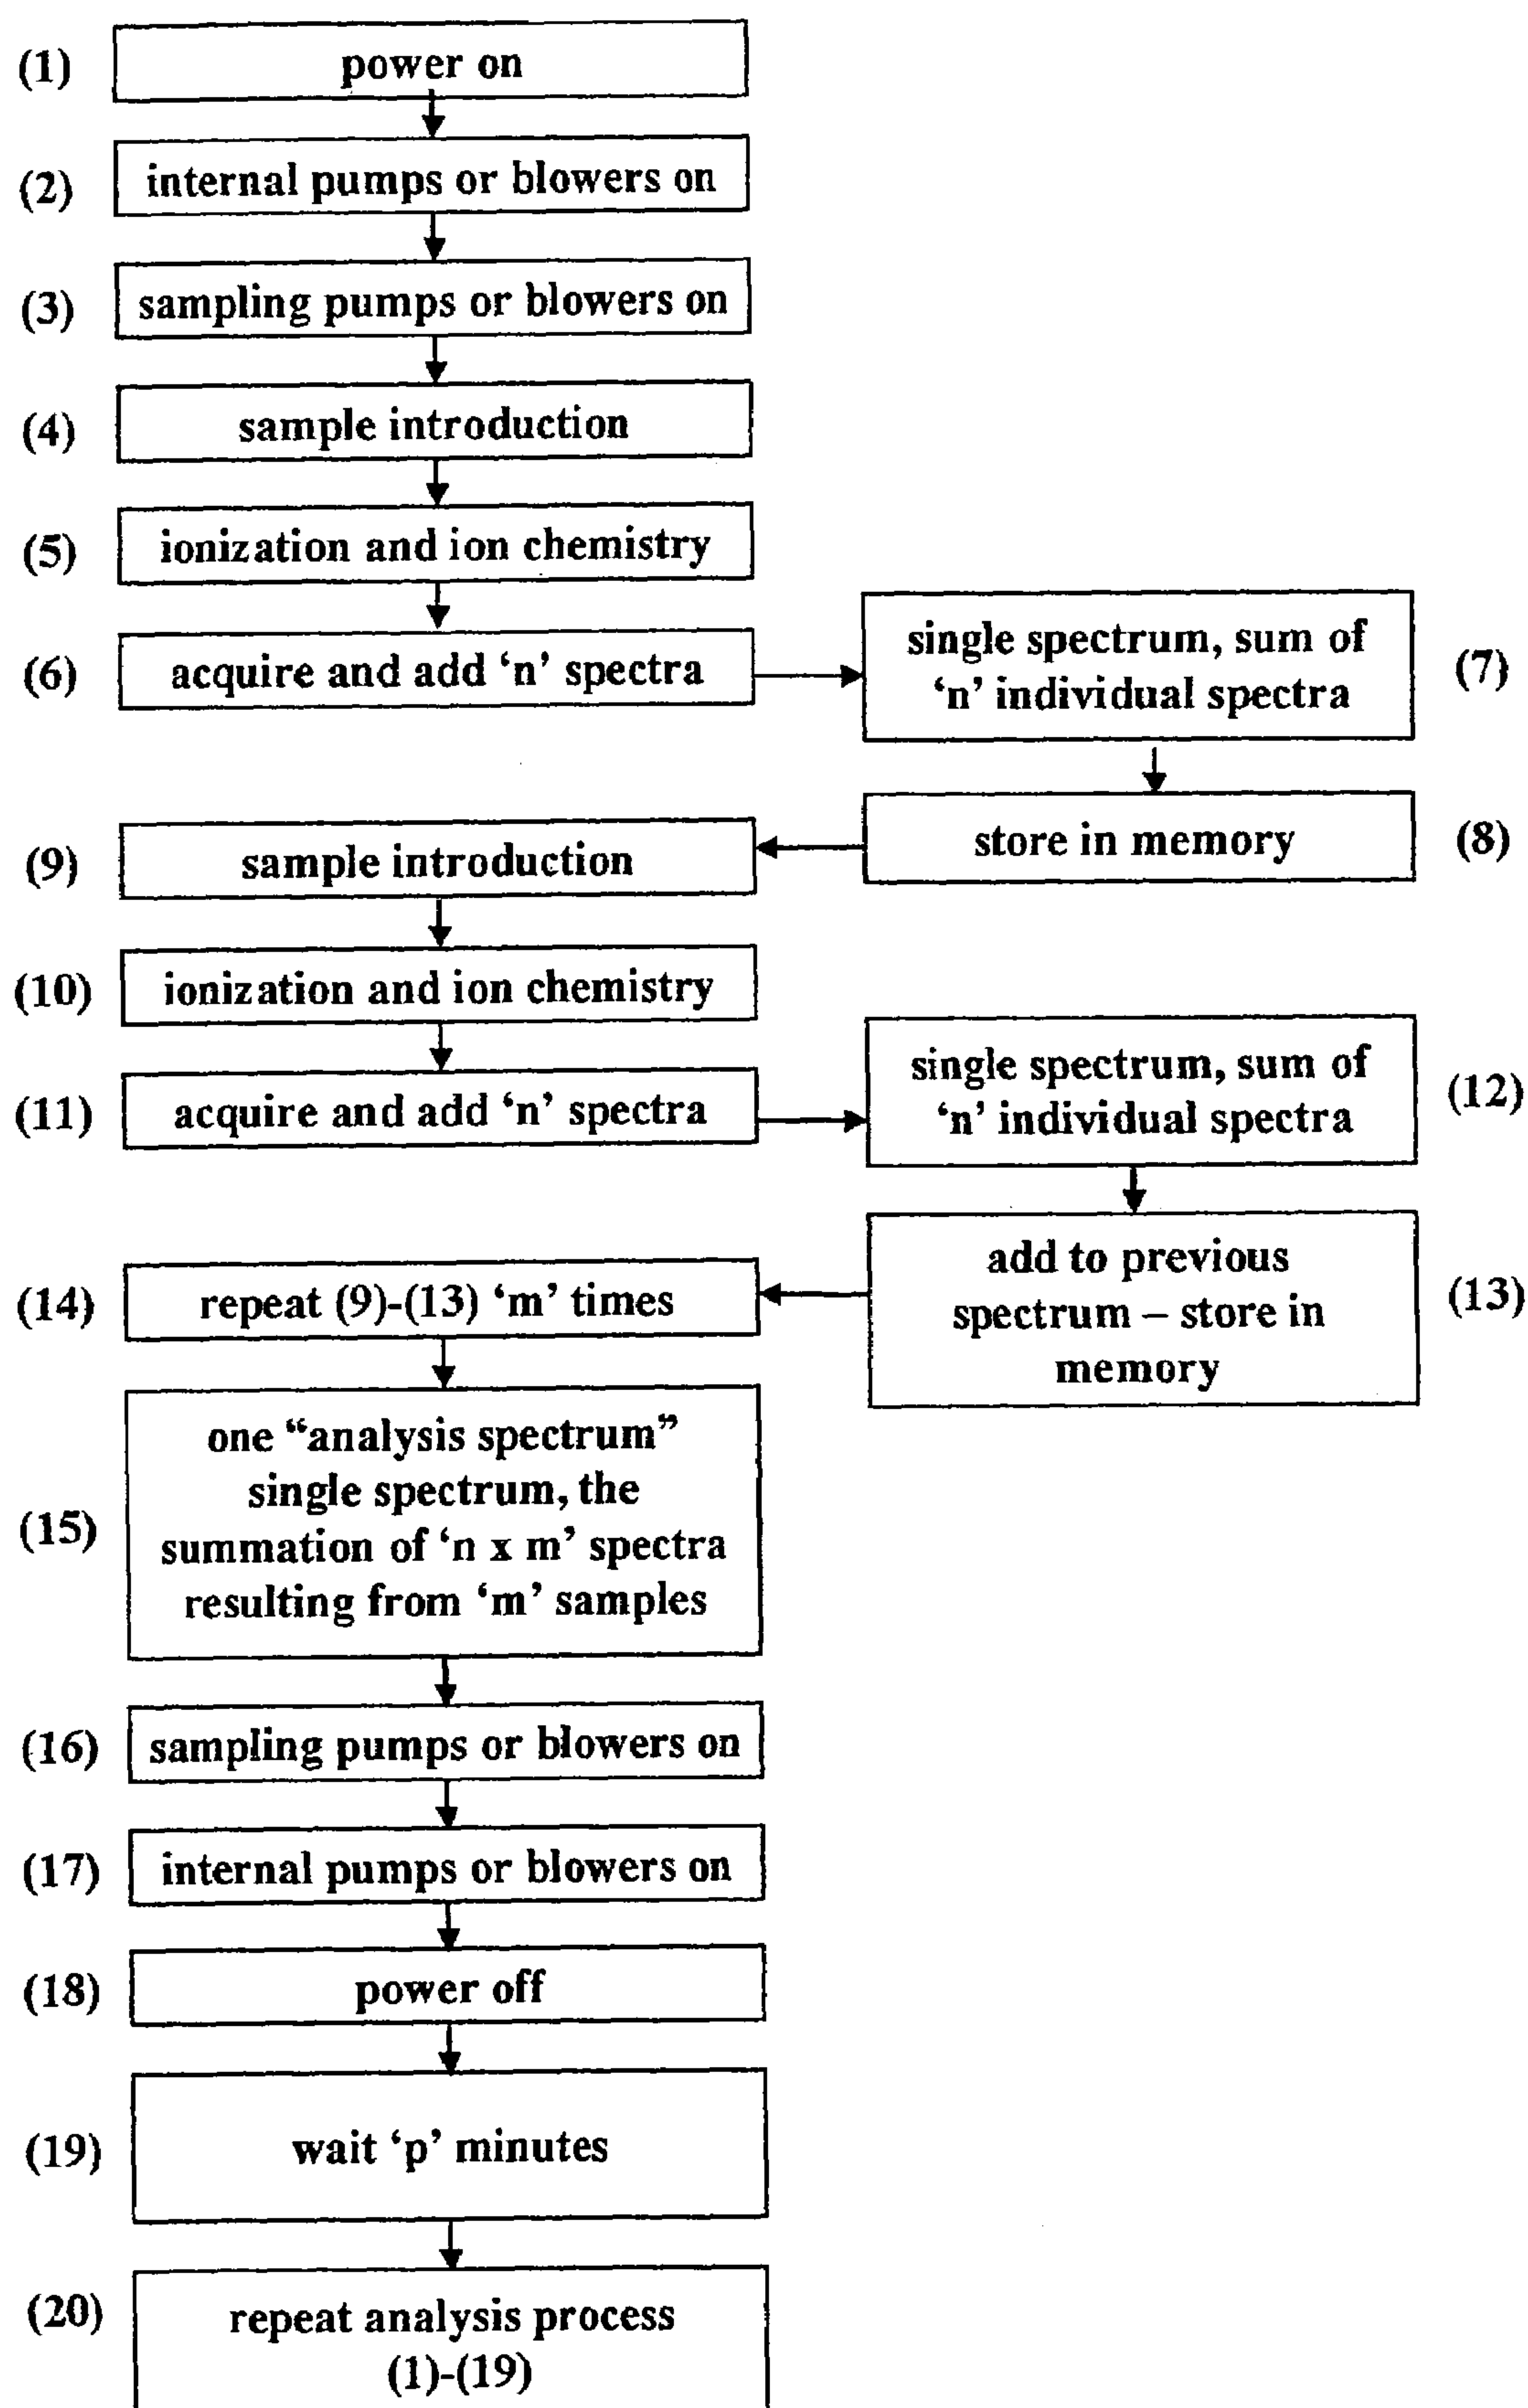 (1)
power on
(2)
internal pumps or blowers on
(3)
sampling pumps or blowers on
(4)
sample introduction
(5)
ionization and ion chemistry
(6)
acquire and add ‘n’ spectra
single spectrum, sum of
‘n’ individual spectra
(7)
store in memory
(8)
(9)
sample introduction
(10)
ionization and ion chemistry
(11)
acquire and add ‘n’ spectra
single spectrum, sum of
‘n’ individual spectra
(12)
add to previous
spectrum – store in
memory
(13)
(14)
repeat (9)-(13) ‘m’ times
(15)
one “analysis spectrum”
single spectrum, the
summation of ‘n x m’ spectra
resulting from ‘m’ samples
(16)
sampling pumps or blowers on
(17)
internal pumps or blowers on
(18)
power off
(19)
wait ‘p’ minutes
(20)
repeat analysis process
(1)-(19)